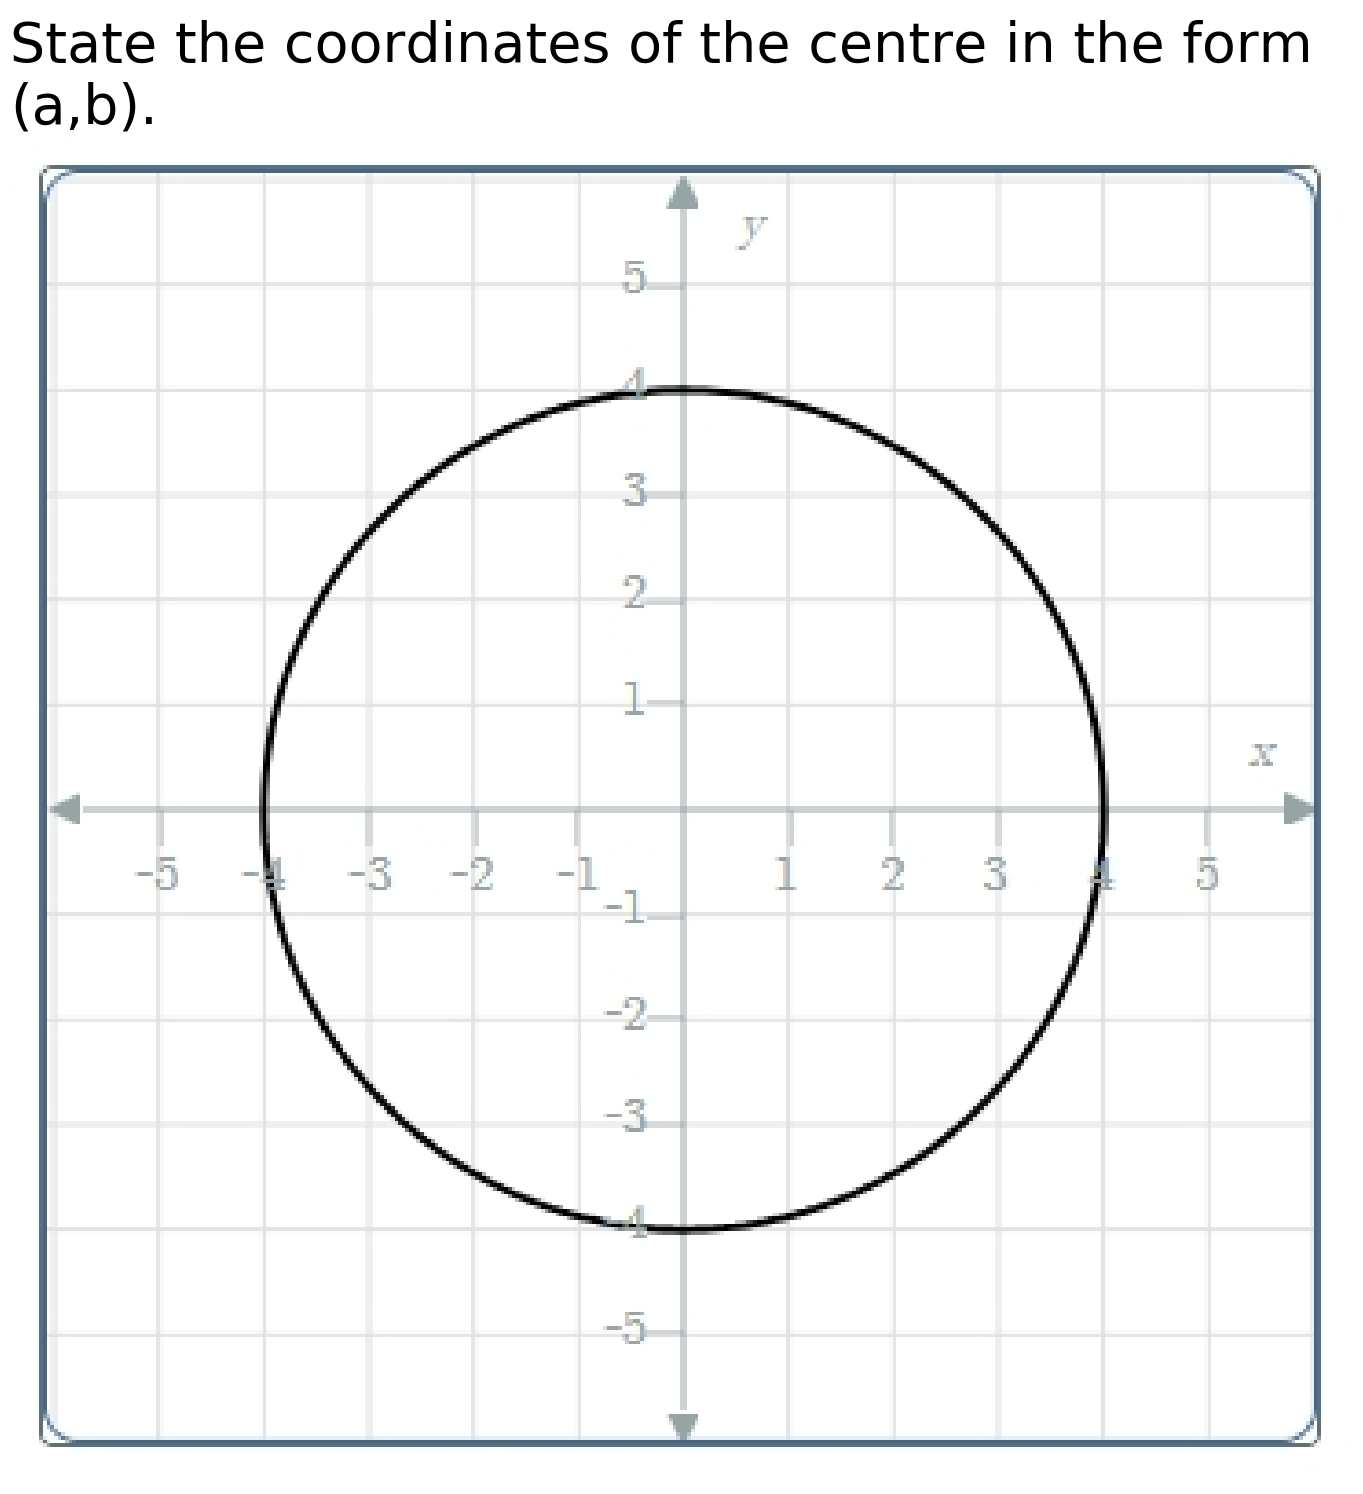 State the coordinates of the centre in the form
(a,b).
y
5
4
3
2
1
x
-5 -4 -3 -2 -1 1 2 3 4 5
-1
-2
-3
-4
-5